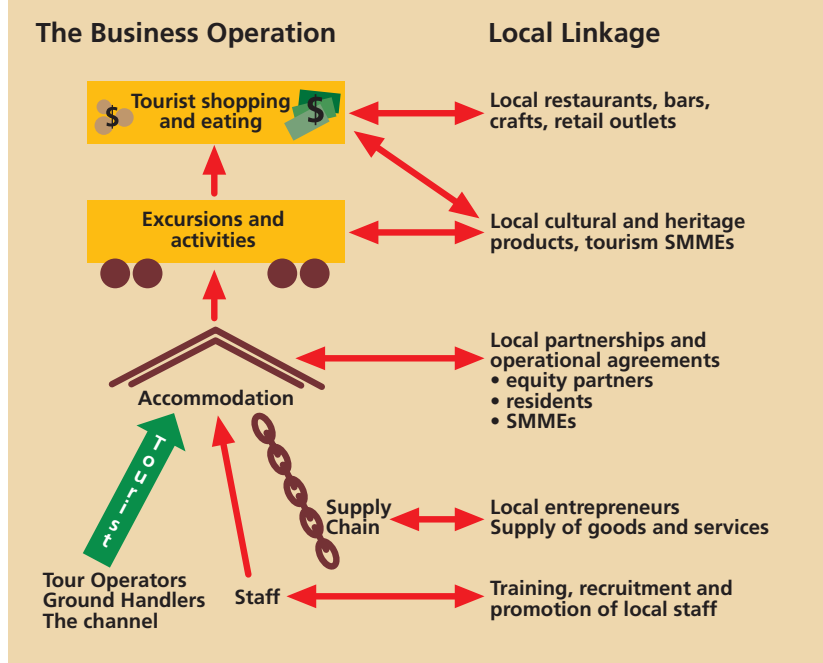 The Business Operation
Local Linkage
$ Tourist shopping $
and eating
Local restaurants, bars,
crafts, retail outlets
Excursions and
activities
Local cultural and heritage
products, tourism SMMEs
Local partnerships and
operational agreements
• equity partners
• residents
• SMMEs
Accommodation
Tourist
Supply
Chain
Local entrepreneurs
Supply of goods and services
Tour Operators
Ground Handlers
The channel
Staff
Training, recruitment and
promotion of local staff